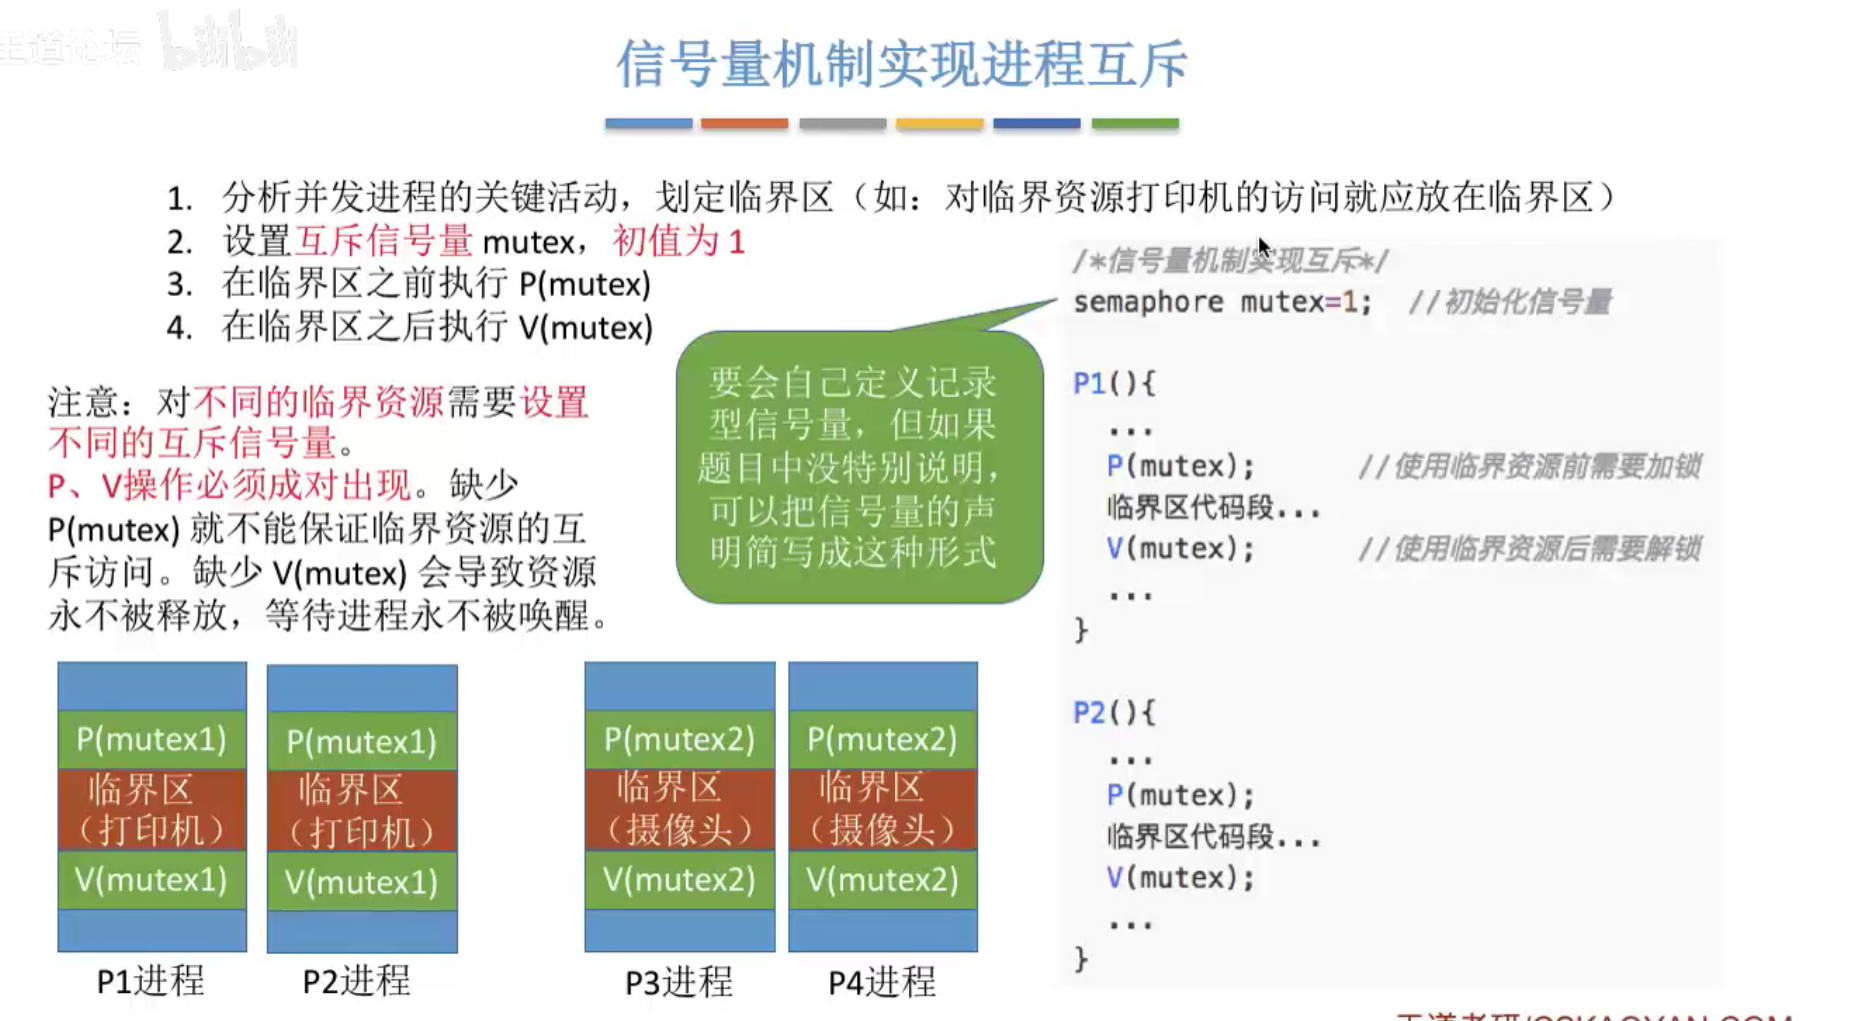 王道论坛 bilibili
信号量机制实现进程互斥
1. 分析并发进程的关键活动，划定临界区（如：对临界资源打印机的访问就应放在临界区）
2. 设置互斥信号量 mutex，初值为 1
3. 在临界区之前执行 P(mutex)
4. 在临界区之后执行 V(mutex)
注意：对不同的临界资源需要设置
不同的互斥信号量。
P、V操作必须成对出现。缺少
P(mutex) 就不能保证临界资源的互
斥访问。缺少 V(mutex) 会导致资源
永不被释放，等待进程永不被唤醒。
要会自己定义记录
型信号量，但如果
题目中没特别说明，
可以把信号量的声
明简写成这种形式
/*信号量机制实现互斥*/
semaphore mutex=1; //初始化信号量
P1(){
...
P(mutex); //使用临界资源前需要加锁
临界区代码段...
V(mutex); //使用临界资源后需要解锁
...
}
P2(){
...
P(mutex);
临界区代码段...
V(mutex);
...
}
P(mutex1)
临界区
（打印机）
V(mutex1)
P1进程
P(mutex1)
临界区
（打印机）
V(mutex1)
P2进程
P(mutex2)
临界区
（摄像头）
V(mutex2)
P3进程
P(mutex2)
临界区
（摄像头）
V(mutex2)
P4进程